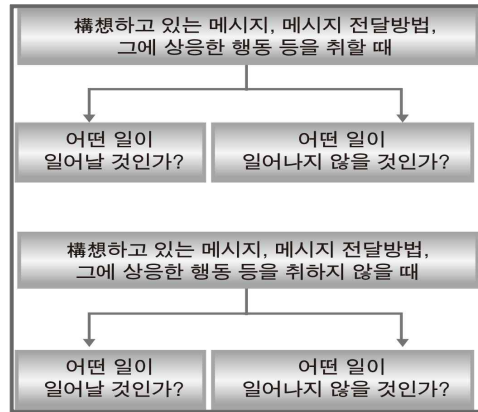 構想하고 있는 메시지, 메시지 전달방법,
그에 상응한 행동 등을 취할 때
어떤 일이
일어날 것인가?
어떤 일이
일어나지 않을 것인가?
構想하고 있는 메시지, 메시지 전달방법,
그에 상응한 행동 등을 취하지 않을 때
어떤 일이
일어날 것인가?
어떤 일이
일어나지 않을 것인가?